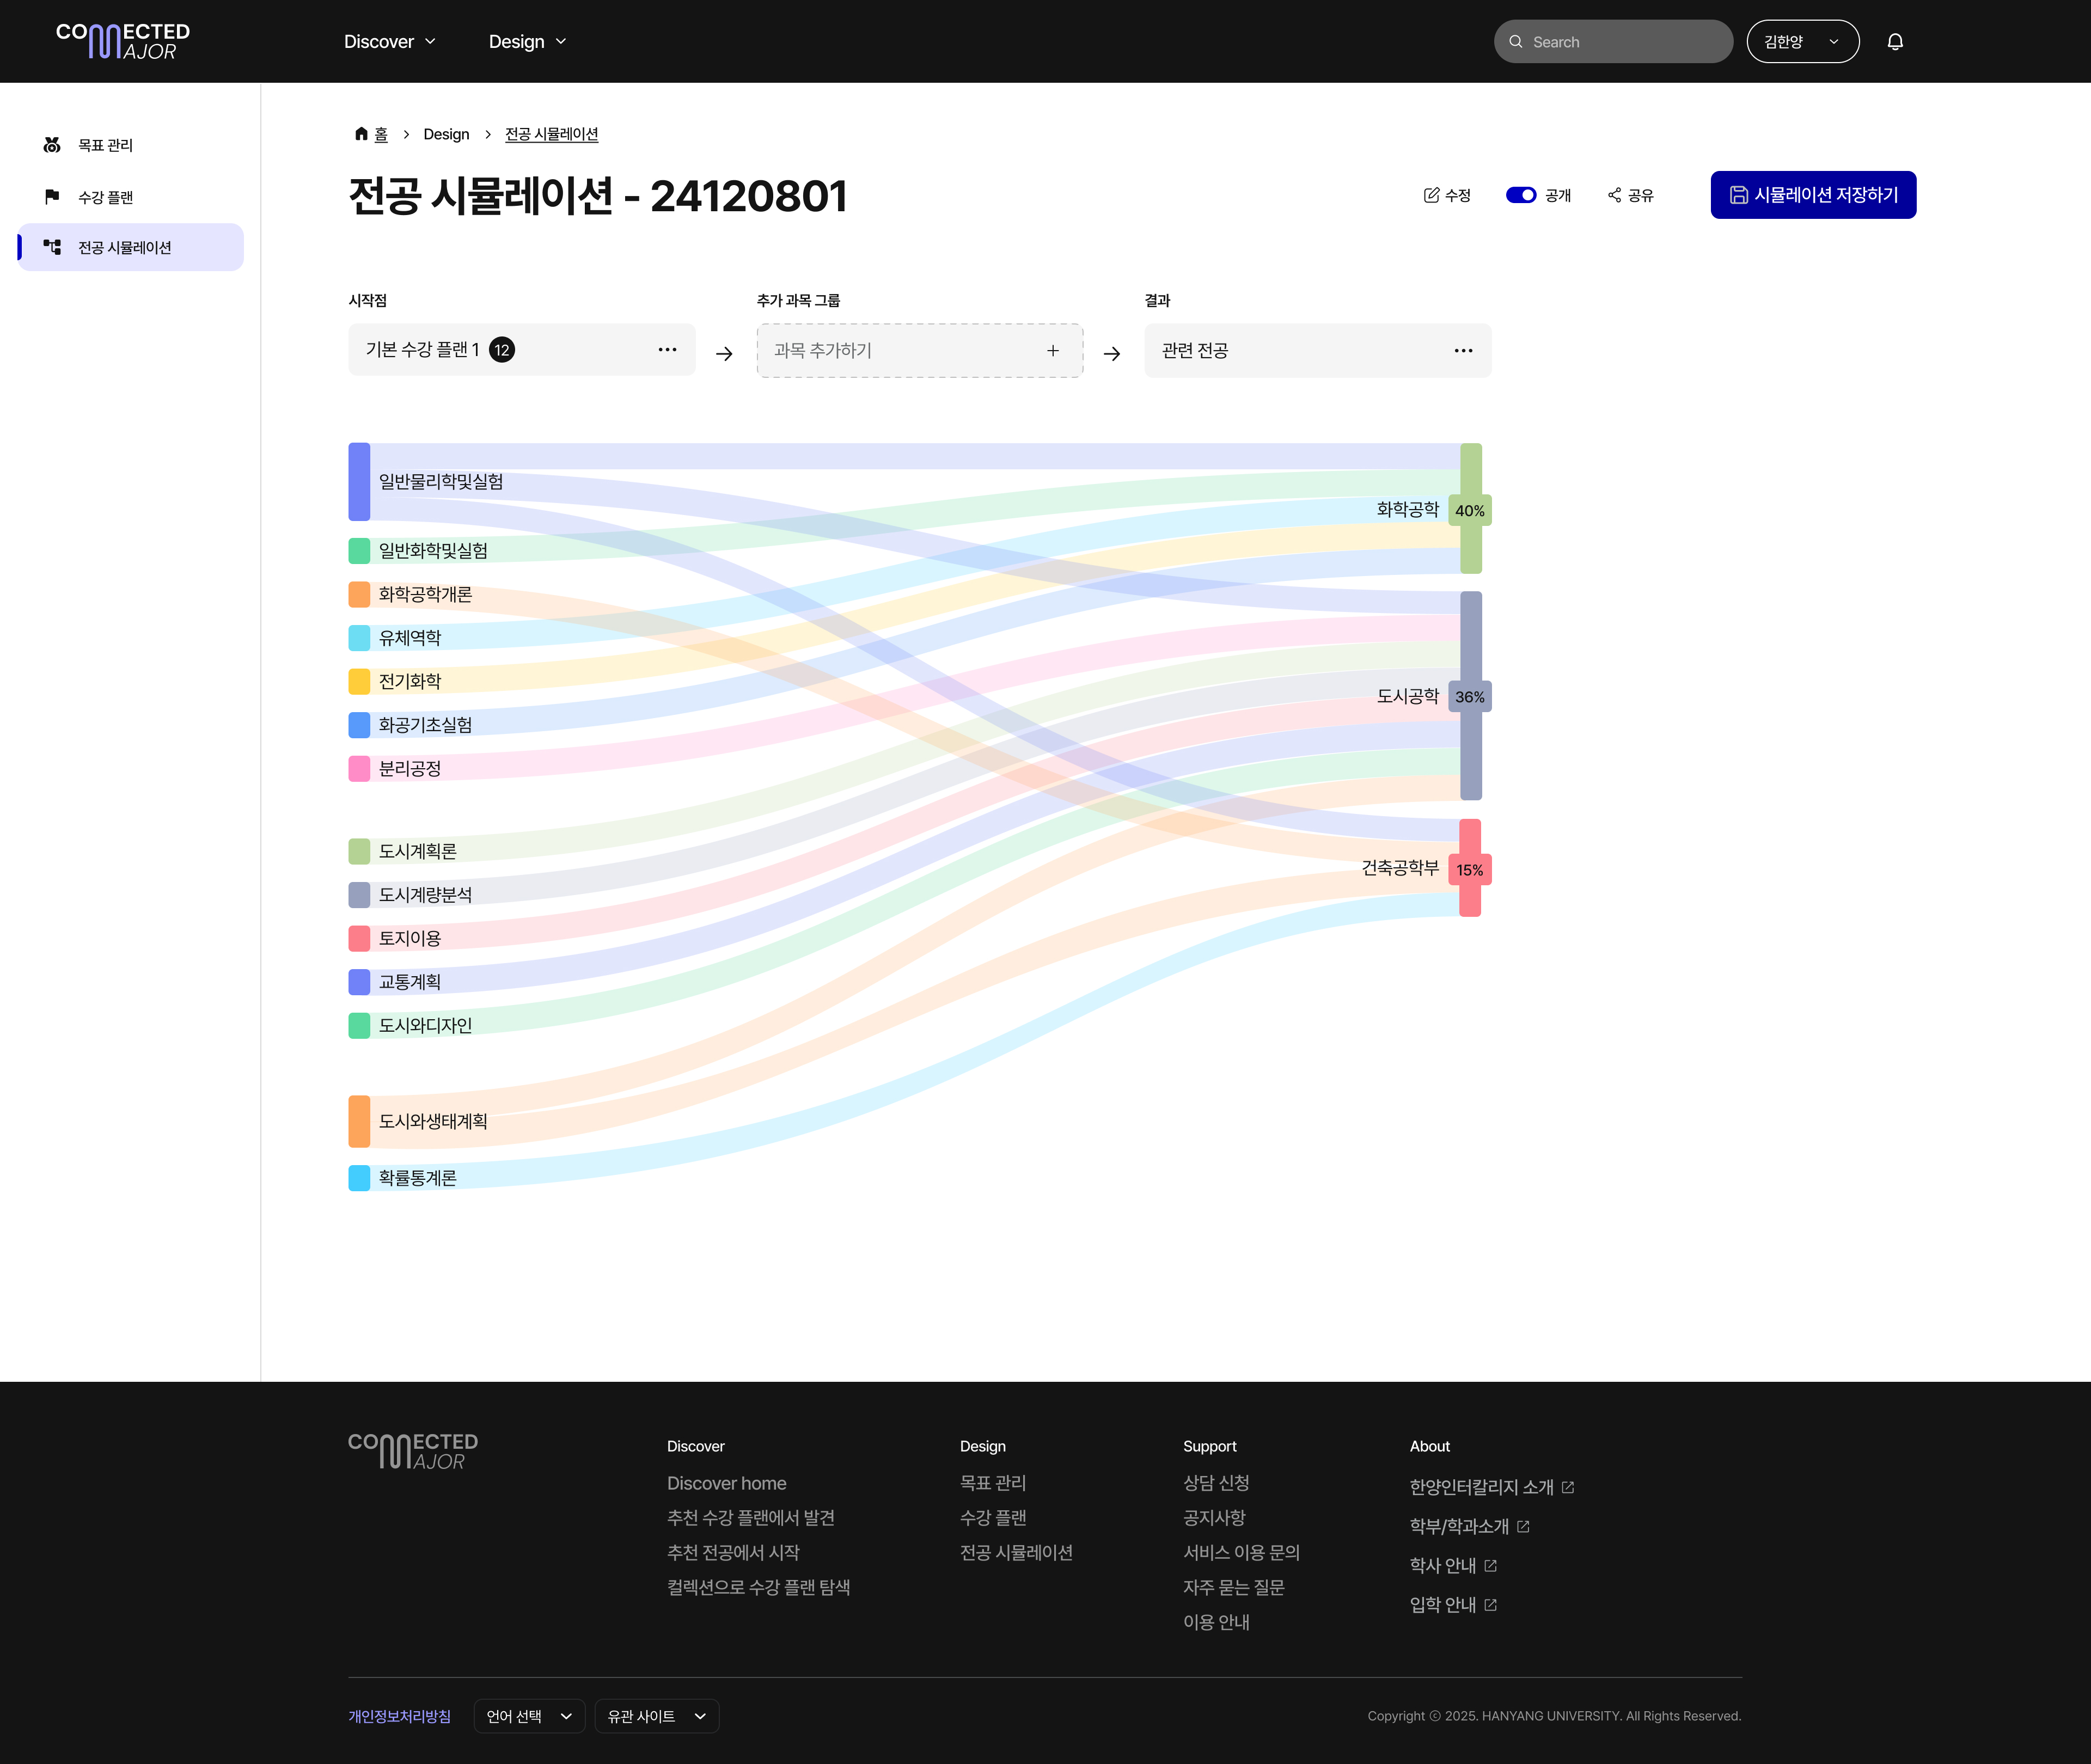 CONNECTED MAJOR
Discover
Design
Search
김한양
목표 관리
수강 플랜
전공 시뮬레이션
홈 > Design > 전공 시뮬레이션
전공 시뮬레이션 - 24120801
수정
공개
공유
시뮬레이션 저장하기
시작점
기본 수강 플랜 1 12
추가 과목 그룹
과목 추가하기
결과
관련 전공
일반물리학및실험
일반화학및실험
화학공학개론
유체역학
전기화학
화공기초실험
분리공정
도시계획론
도시계량분석
토지이용
교통계획
도시와디자인
도시와생태계획
확률통계론
화학공학 40%
도시공학 36%
건축공학부 15%
CONNECTED MAJOR
Discover
Discover home
추천 수강 플랜에서 발견
추천 전공에서 시작
컬렉션으로 수강 플랜 탐색
Design
목표 관리
수강 플랜
전공 시뮬레이션
Support
상담 신청
공지사항
서비스 이용 문의
자주 묻는 질문
이용 안내
About
한양인터칼리지 소개
학부/학과소개
학사 안내
입학 안내
개인정보처리방침
언어 선택
유관 사이트
Copyright ⓒ 2025. HANYANG UNIVERSITY. All Rights Reserved.